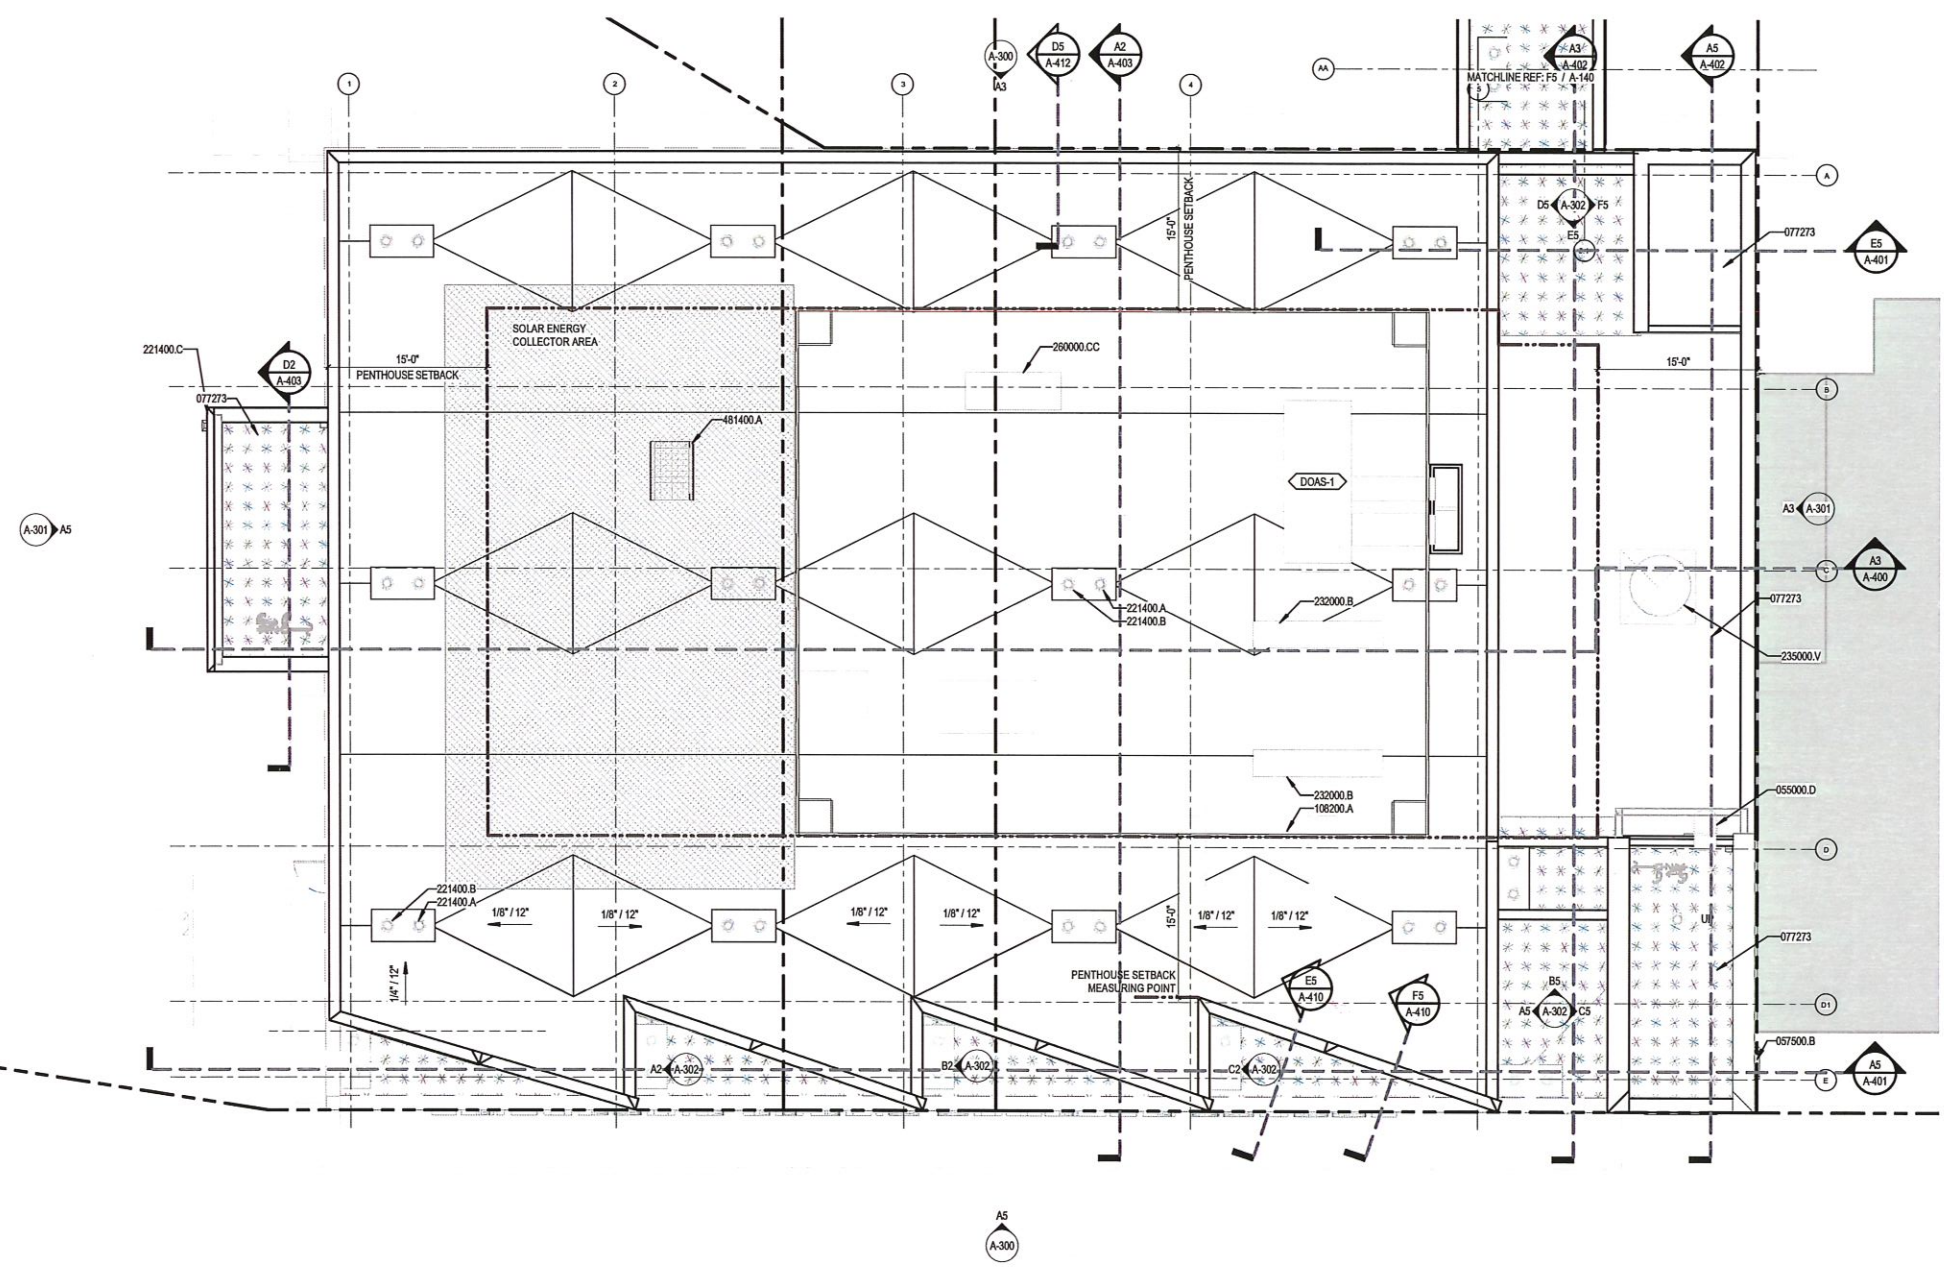 A-300
A3
D5
A-412
A2
A-403
AA
A3
A-402
A5
A-402
MATCHLINE REF: F5 / A-140
1
2
3
4
5
A
15'-0"
PENTHOUSE SETBACK
D5
A-302
F5
E5
077273
E5
A-401
SOLAR ENERGY
COLLECTOR AREA
221400.C
D2
A-403
15'-0"
PENTHOUSE SETBACK
260000.CC
15'-0"
B
077273
481400.A
DOAS-1
A-301
A5
A3
A-301
C
A3
A-400
221400.A
221400.B
232000.B
077273
235000.V
232000.B
108200.A
055000.D
D
221400.B
221400.A
1/8" / 12"
1/8" / 12"
1/8" / 12"
1/8" / 12"
15'-0"
1/8" / 12"
1/8" / 12"
UP
077273
1/4" / 12"
PENTHOUSE SETBACK
MEASURING POINT
E5
A-410
F5
A-410
B5
A5
A-302
C5
D1
057500.B
A2
A-302
B2
A-302
C2
A-302
A5
A-401
E
A5
A-300